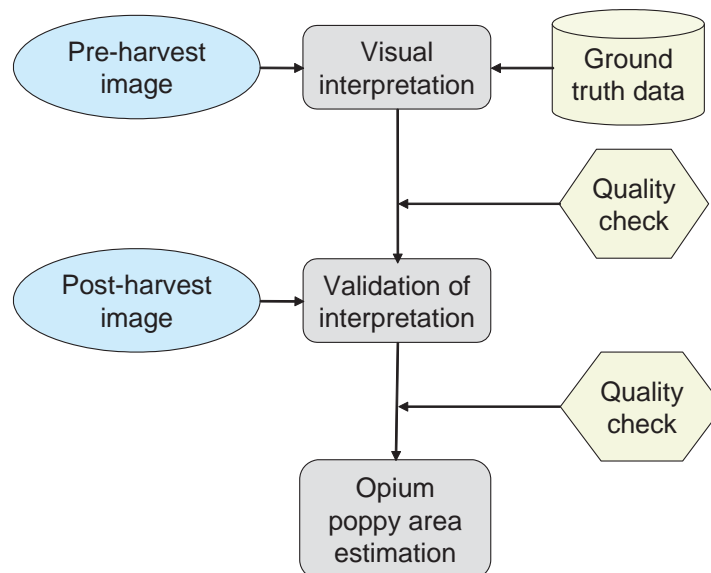 Pre-harvest
image
Visual
interpretation
Ground
truth data
Quality
check
Post-harvest
image
Validation of
interpretation
Quality
check
Opium
poppy area
estimation